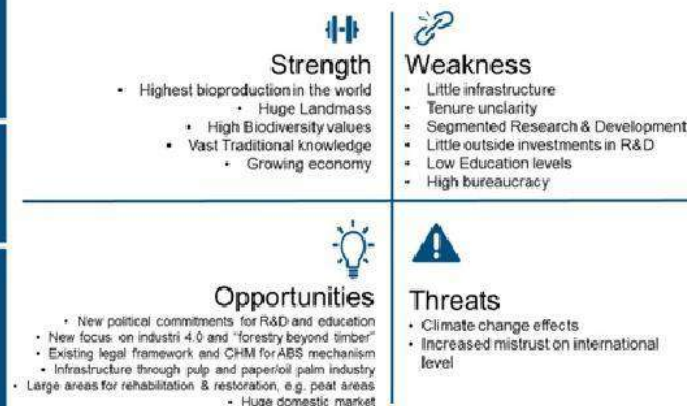 Strength
• Highest bioproduction in the world
• Huge Landmass
• High Biodiversity values
• Vast Traditional knowledge
• Growing economy
Weakness
• Little infrastructure
• Tenure unclarity
• Segmented Research & Development
• Little outside investments in R&D
• Low Education levels
• High bureaucracy
Opportunities
• New political commitments for R&D and education
• New focus on industri 4.0 and "forestry beyond timber"
• Existing legal framework and CHM for ABS mechanism
• Infrastructure through pulp and paper/oil palm industry
• Large areas for rehabilitation & restoration, e.g. peat areas
• Huge domestic market
Threats
• Climate change effects
• Increased mistrust on international
level